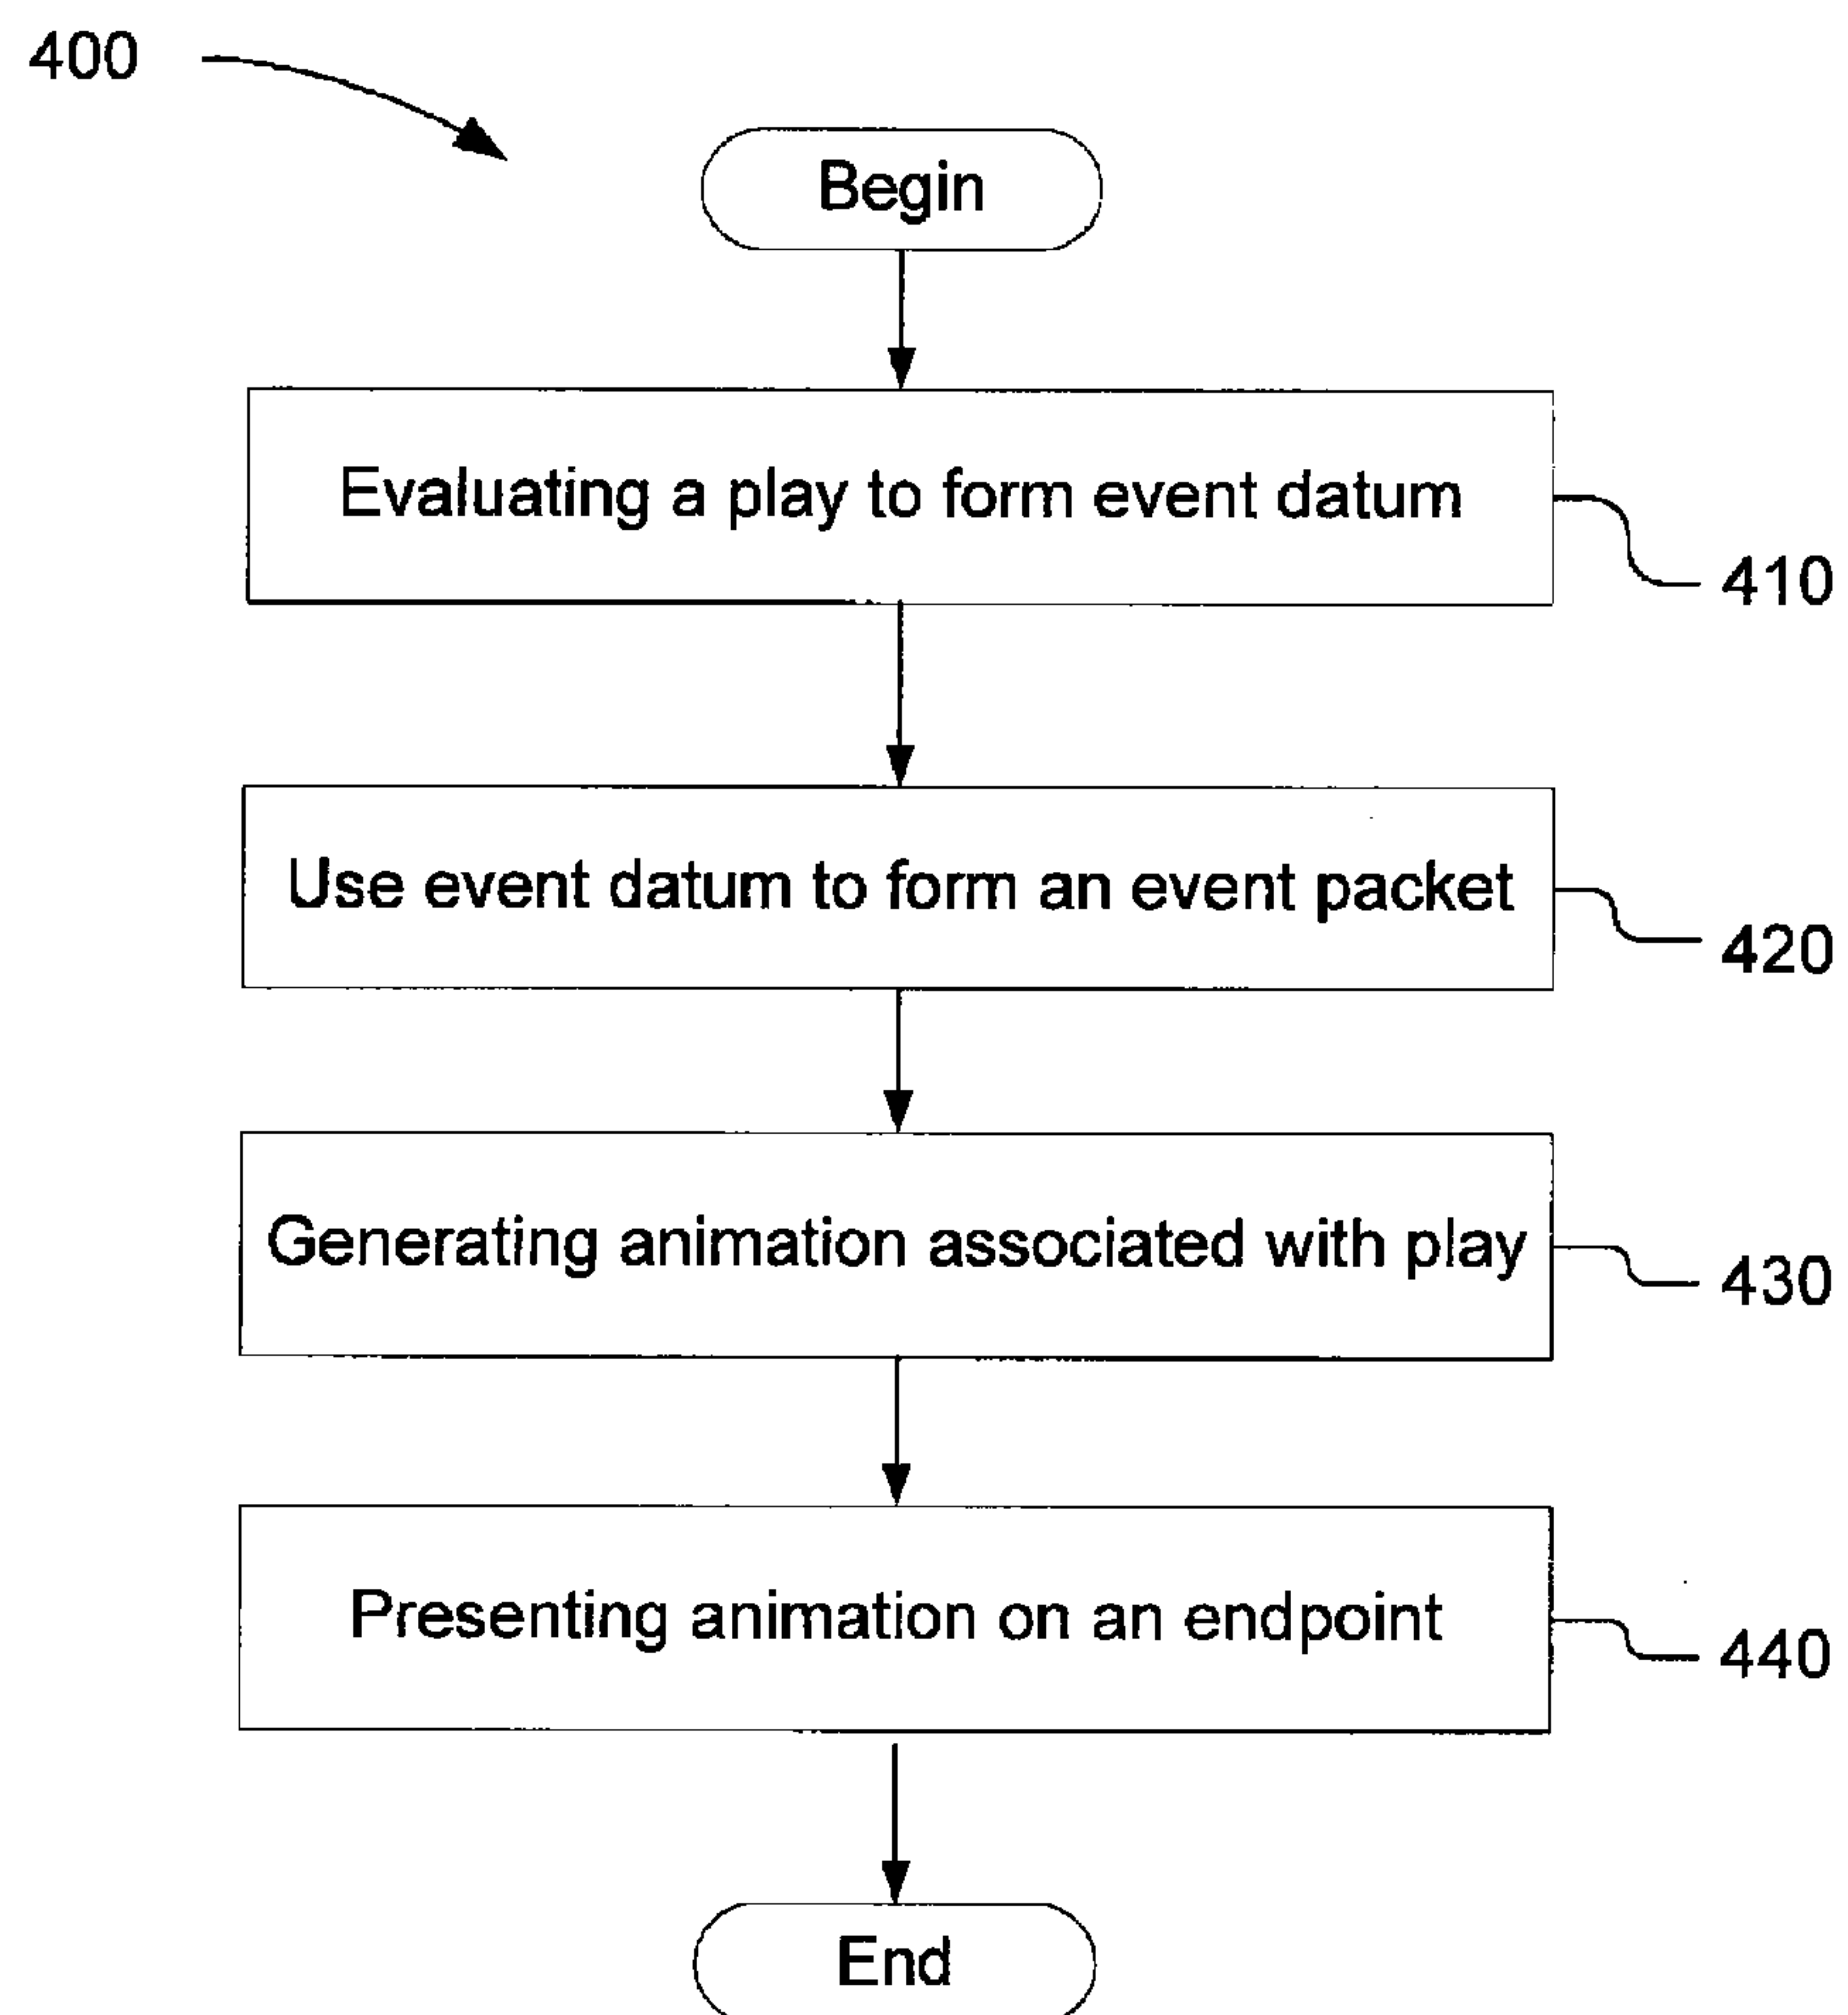 400
Begin
Evaluating a play to form event datum
410
Use event datum to form an event packet
420
Generating animation associated with play
430
Presenting animation on an endpoint
440
End